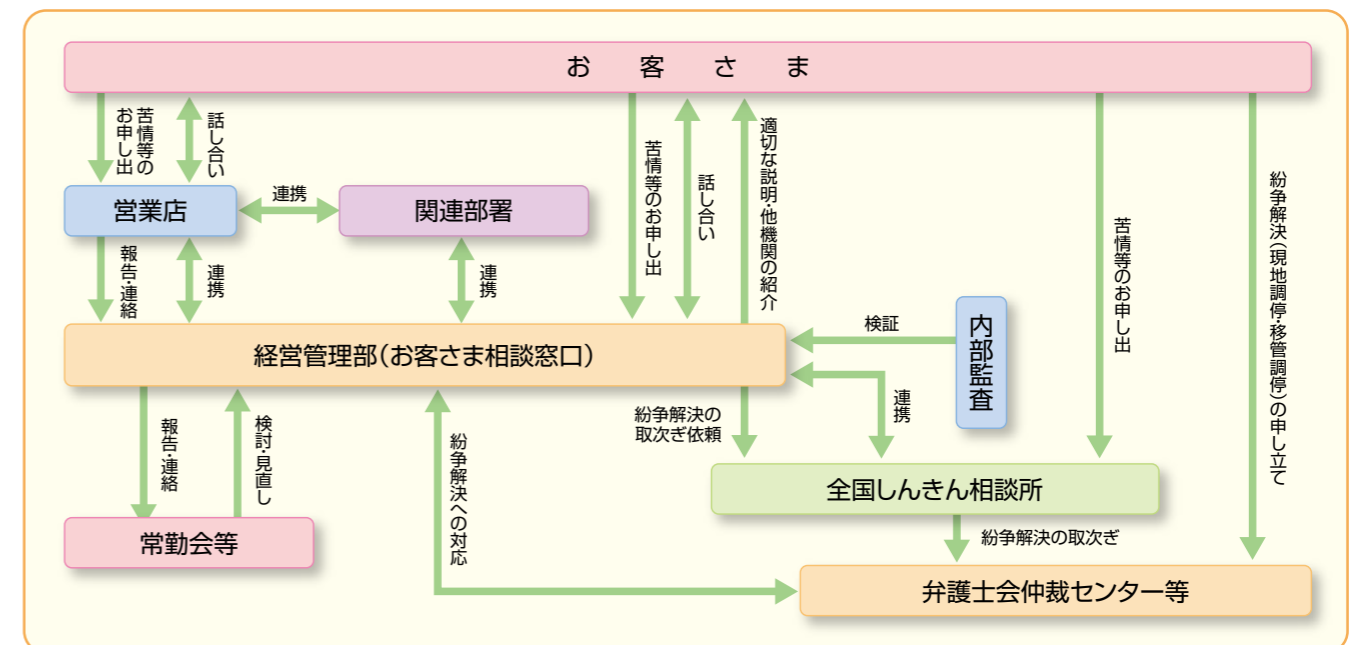 お客さま
苦情等の
お申し出
話し合い
苦情等のお申し出
話し合い
適切な説明・他機関の紹介
苦情等のお申し出
紛争解決（現地調停・移管調停）の申し立て
営業店
連携
関連部署
報告・連絡
連携
連携
経営管理部（お客さま相談窓口）
検証
内部監査
報告・連絡
検討・見直し
紛争解決への対応
紛争解決の
取次ぎ依頼
連携
全国しんきん相談所
常勤会等
紛争解決の取次ぎ
弁護士会仲裁センター等